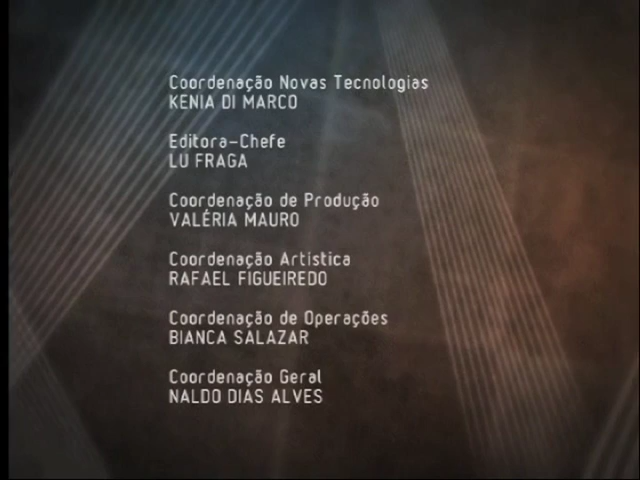 Coordenação Novas Tecnologias
KENIA DI MARCO
Editora-Chefe
LU FRAGA
Coordenação de Produção
VALÉRIA MAURO
Coordenação Artística
RAFAEL FIGUEIREDO
Coordenação de Operações
BIANCA SALAZAR
Coordenação Geral
NALDO DIAS ALVES